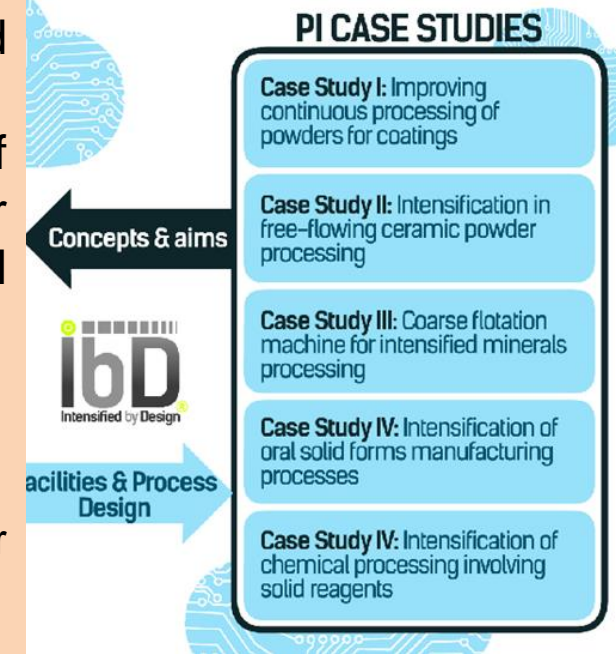 d
f
r
l
r
PI CASE STUDIES
Case Study I: Improving
continuous processing of
powders for coatings
Case Study II: Intensification in
free-flowing ceramic powder
processing
Case Study III: Coarse flotation
machine for intensified minerals
processing
Case Study IV: Intensification of
oral solid forms manufacturing
processes
Case Study IV: Intensification of
chemical processing involving
solid reagents
Concepts & aims
IbD
Intensified by Design
®
acilities & Process
Design